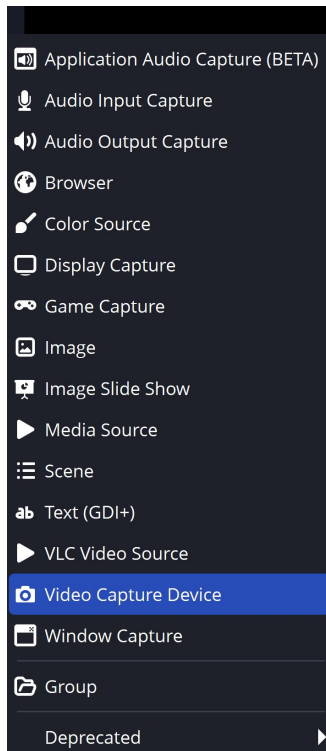 Application Audio Capture (BETA)
Audio Input Capture
Audio Output Capture
Browser
Color Source
Display Capture
Game Capture
Image
Image Slide Show
Media Source
Scene
ab Text (GDI+)
VLC Video Source
Video Capture Device
Window Capture
Group
Deprecated